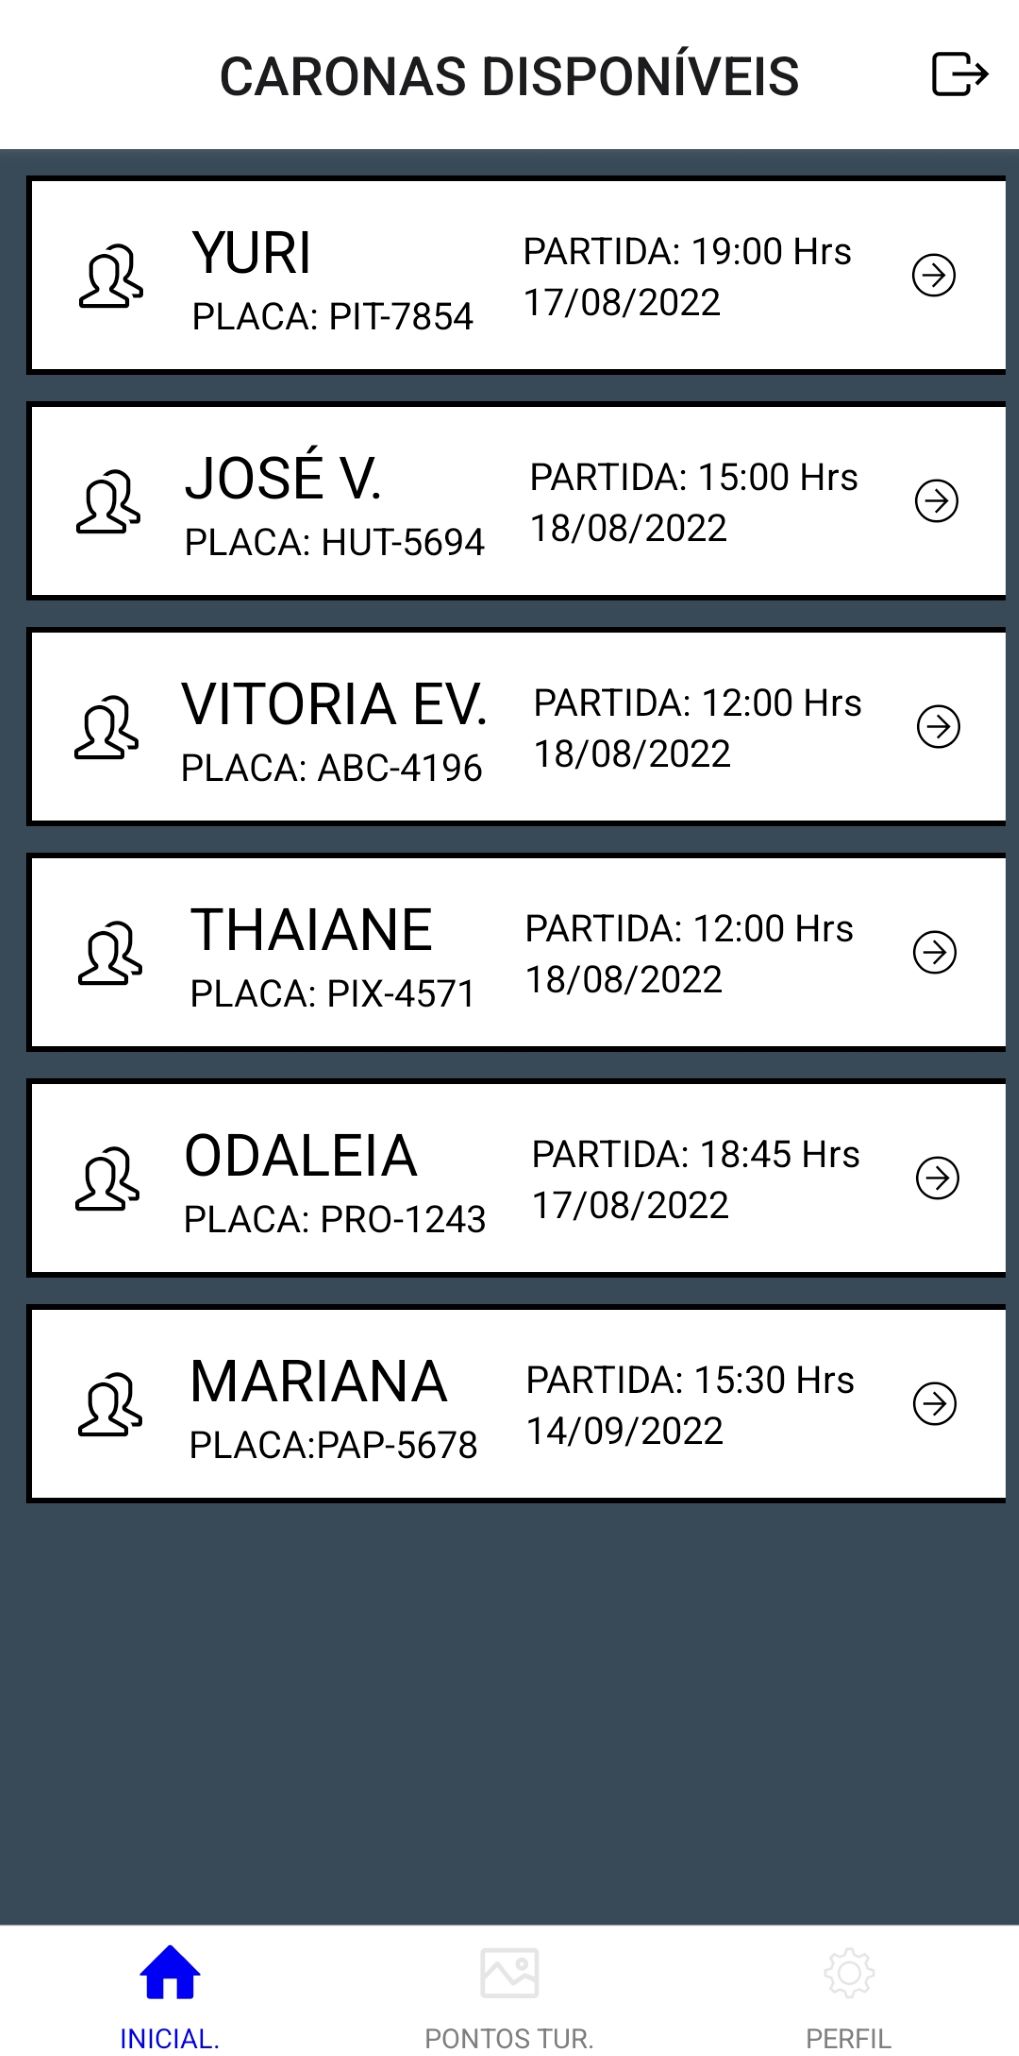 CARONAS DISPONÍVEIS
YURI
PLACA: PIT-7854
PARTIDA: 19:00 Hrs
17/08/2022
JOSÉ V.
PLACA: HUT-5694
PARTIDA: 15:00 Hrs
18/08/2022
VITORIA EV.
PLACA: ABC-4196
PARTIDA: 12:00 Hrs
18/08/2022
THAIANE
PLACA: PIX-4571
PARTIDA: 12:00 Hrs
18/08/2022
ODALEIA
PLACA: PRO-1243
PARTIDA: 18:45 Hrs
17/08/2022
MARIANA
PLACA:PAP-5678
PARTIDA: 15:30 Hrs
14/09/2022
INICIAL.
PONTOS TUR.
PERFIL